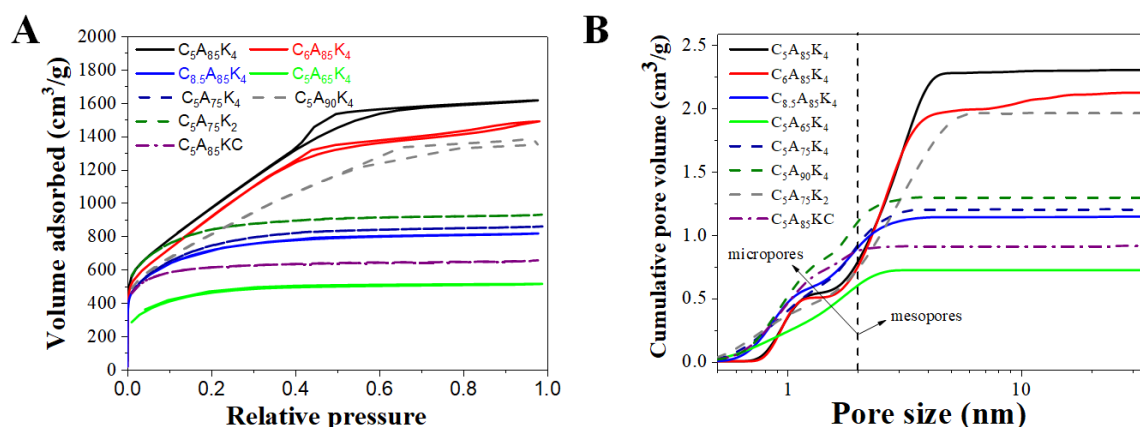 A
2000
1800
1600
1400
1200
1000
800
600
400
200
0
Volume adsorbed (cm³/g)
C₅A₈₅K₄ C₆A₈₅K₄
C₈.₅A₈₅K₄ C₅A₆₅K₄
C₅A₇₅K₄ C₅A₉₀K₄
C₅A₇₅K₂
C₅A₈₅KC
0.0 0.2 0.4 0.6 0.8 1.0
Relative pressure
B
2.5
2.0
1.5
1.0
0.5
0.0
Cumulative pore volume (cm³/g)
C₅A₈₅K₄
C₆A₈₅K₄
C₈.₅A₈₅K₄
C₅A₆₅K₄
C₅A₇₅K₄
C₅A₉₀K₄
C₅A₇₅K₂
C₅A₈₅KC
micropores
mesopores
1 10
Pore size (nm)